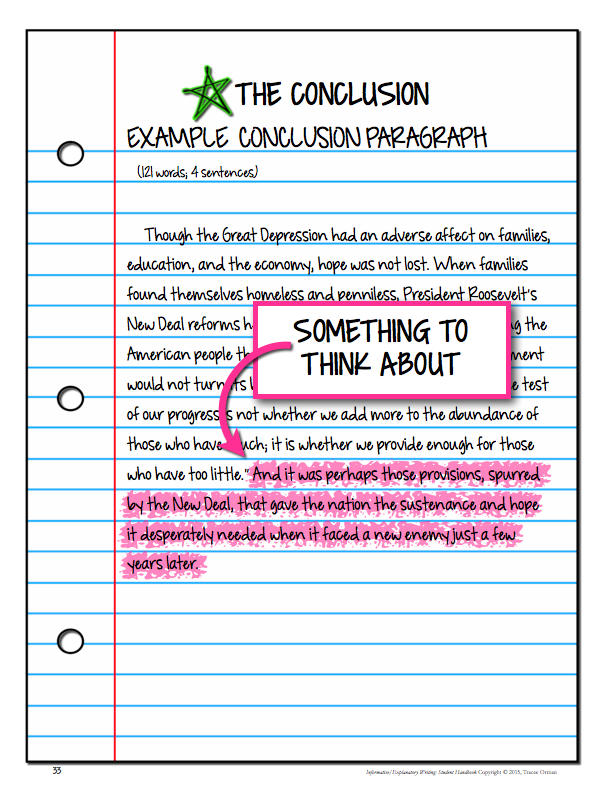 THE CONCLUSION
EXAMPLE CONCLUSION PARAGRAPH
(121 words; 4 sentences)
Though the Great Depression had an adverse affect on families,
education, and the economy, hope was not lost. When families
found themselves homeless and penniless, President Roosevelt's
New Deal reforms the
American people
would not turn test
of our progress is not whether we add more to the abundance of
those who have much; it is whether we provide enough for those
who have too little." And it was perhaps those provisions, spurred
by the New Deal, that gave the nation the sustenance and hope
it desperately needed when it faced a new enemy just a few
years later.
SOMETHING TO
THINK ABOUT
33
Informative/Explanatory Writing: Student Handbook Copyright © 2015, Tracee Orman